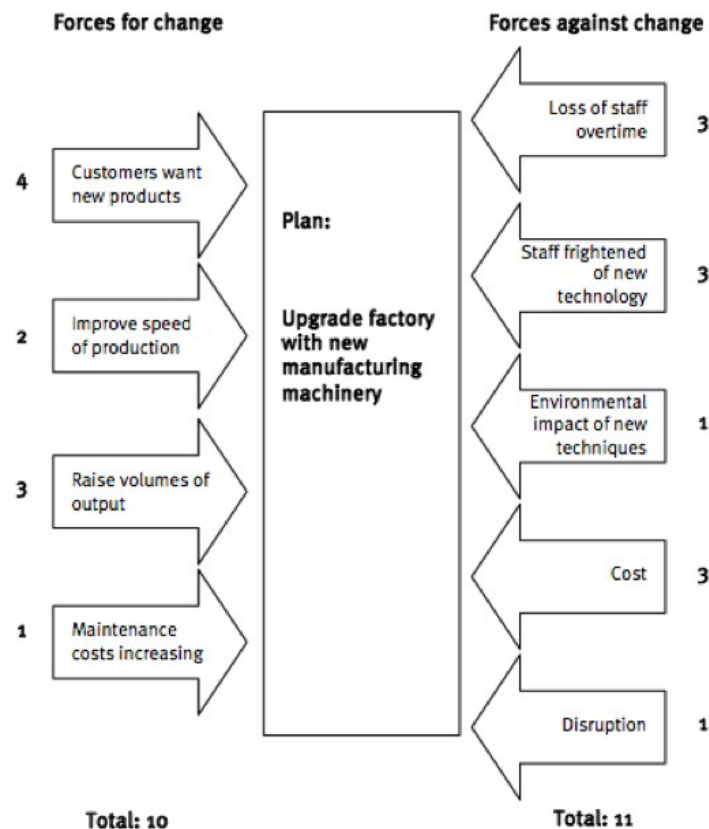 Forces for change
4
Customers want
new products
2
Improve speed
of production
3
Raise volumes of
output
1
Maintenance
costs increasing
Total: 10
Plan:
Upgrade factory
with new
manufacturing
machinery
Forces against change
Loss of staff
overtime
3
Staff frightened
of new
technology
3
Environmental
impact of new
techniques
1
Cost
3
Disruption
1
Total: 11